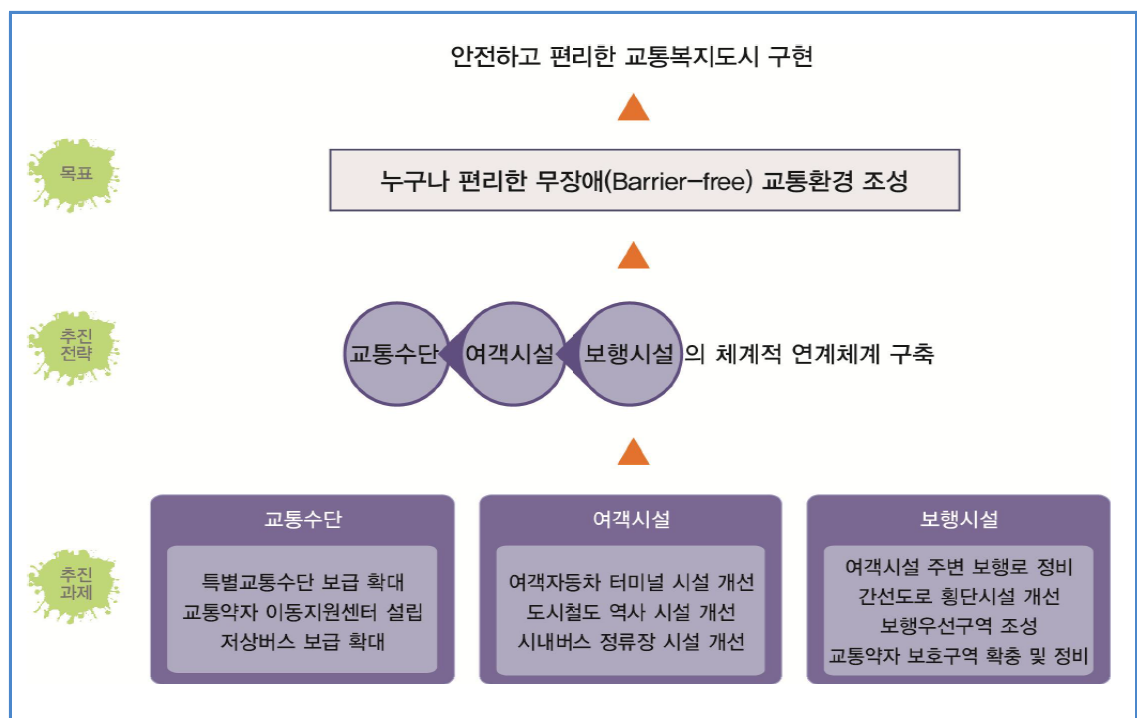 안전하고 편리한 교통복지도시 구현
목표
누구나 편리한 무장애(Barrier-free) 교통환경 조성
추진
전략
교통수단 여객시설 보행시설 의 체계적 연계체계 구축
추진
과제
교통수단
특별교통수단 보급 확대
교통약자 이동지원센터 설립
저상버스 보급 확대
여객시설
여객자동차 터미널 시설 개선
도시철도 역사 시설 개선
시내버스 정류장 시설 개선
보행시설
여객시설 주변 보행로 정비
간선도로 횡단시설 개선
보행우선구역 조성
교통약자 보호구역 확충 및 정비